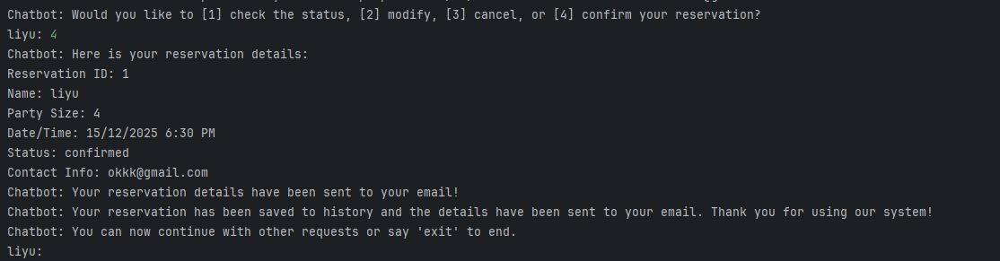 Chatbot: Would you like to [1] check the status, [2] modify, [3] cancel, or [4] confirm your reservation?
liyu: 4
Chatbot: Here is your reservation details:
Reservation ID: 1
Name: liyu
Party Size: 4
Date/Time: 15/12/2025 6:30 PM
Status: confirmed
Contact Info: okkk@gmail.com
Chatbot: Your reservation details have been sent to your email!
Chatbot: Your reservation has been saved to history and the details have been sent to your email. Thank you for using our system!
Chatbot: You can now continue with other requests or say 'exit' to end.
liyu: